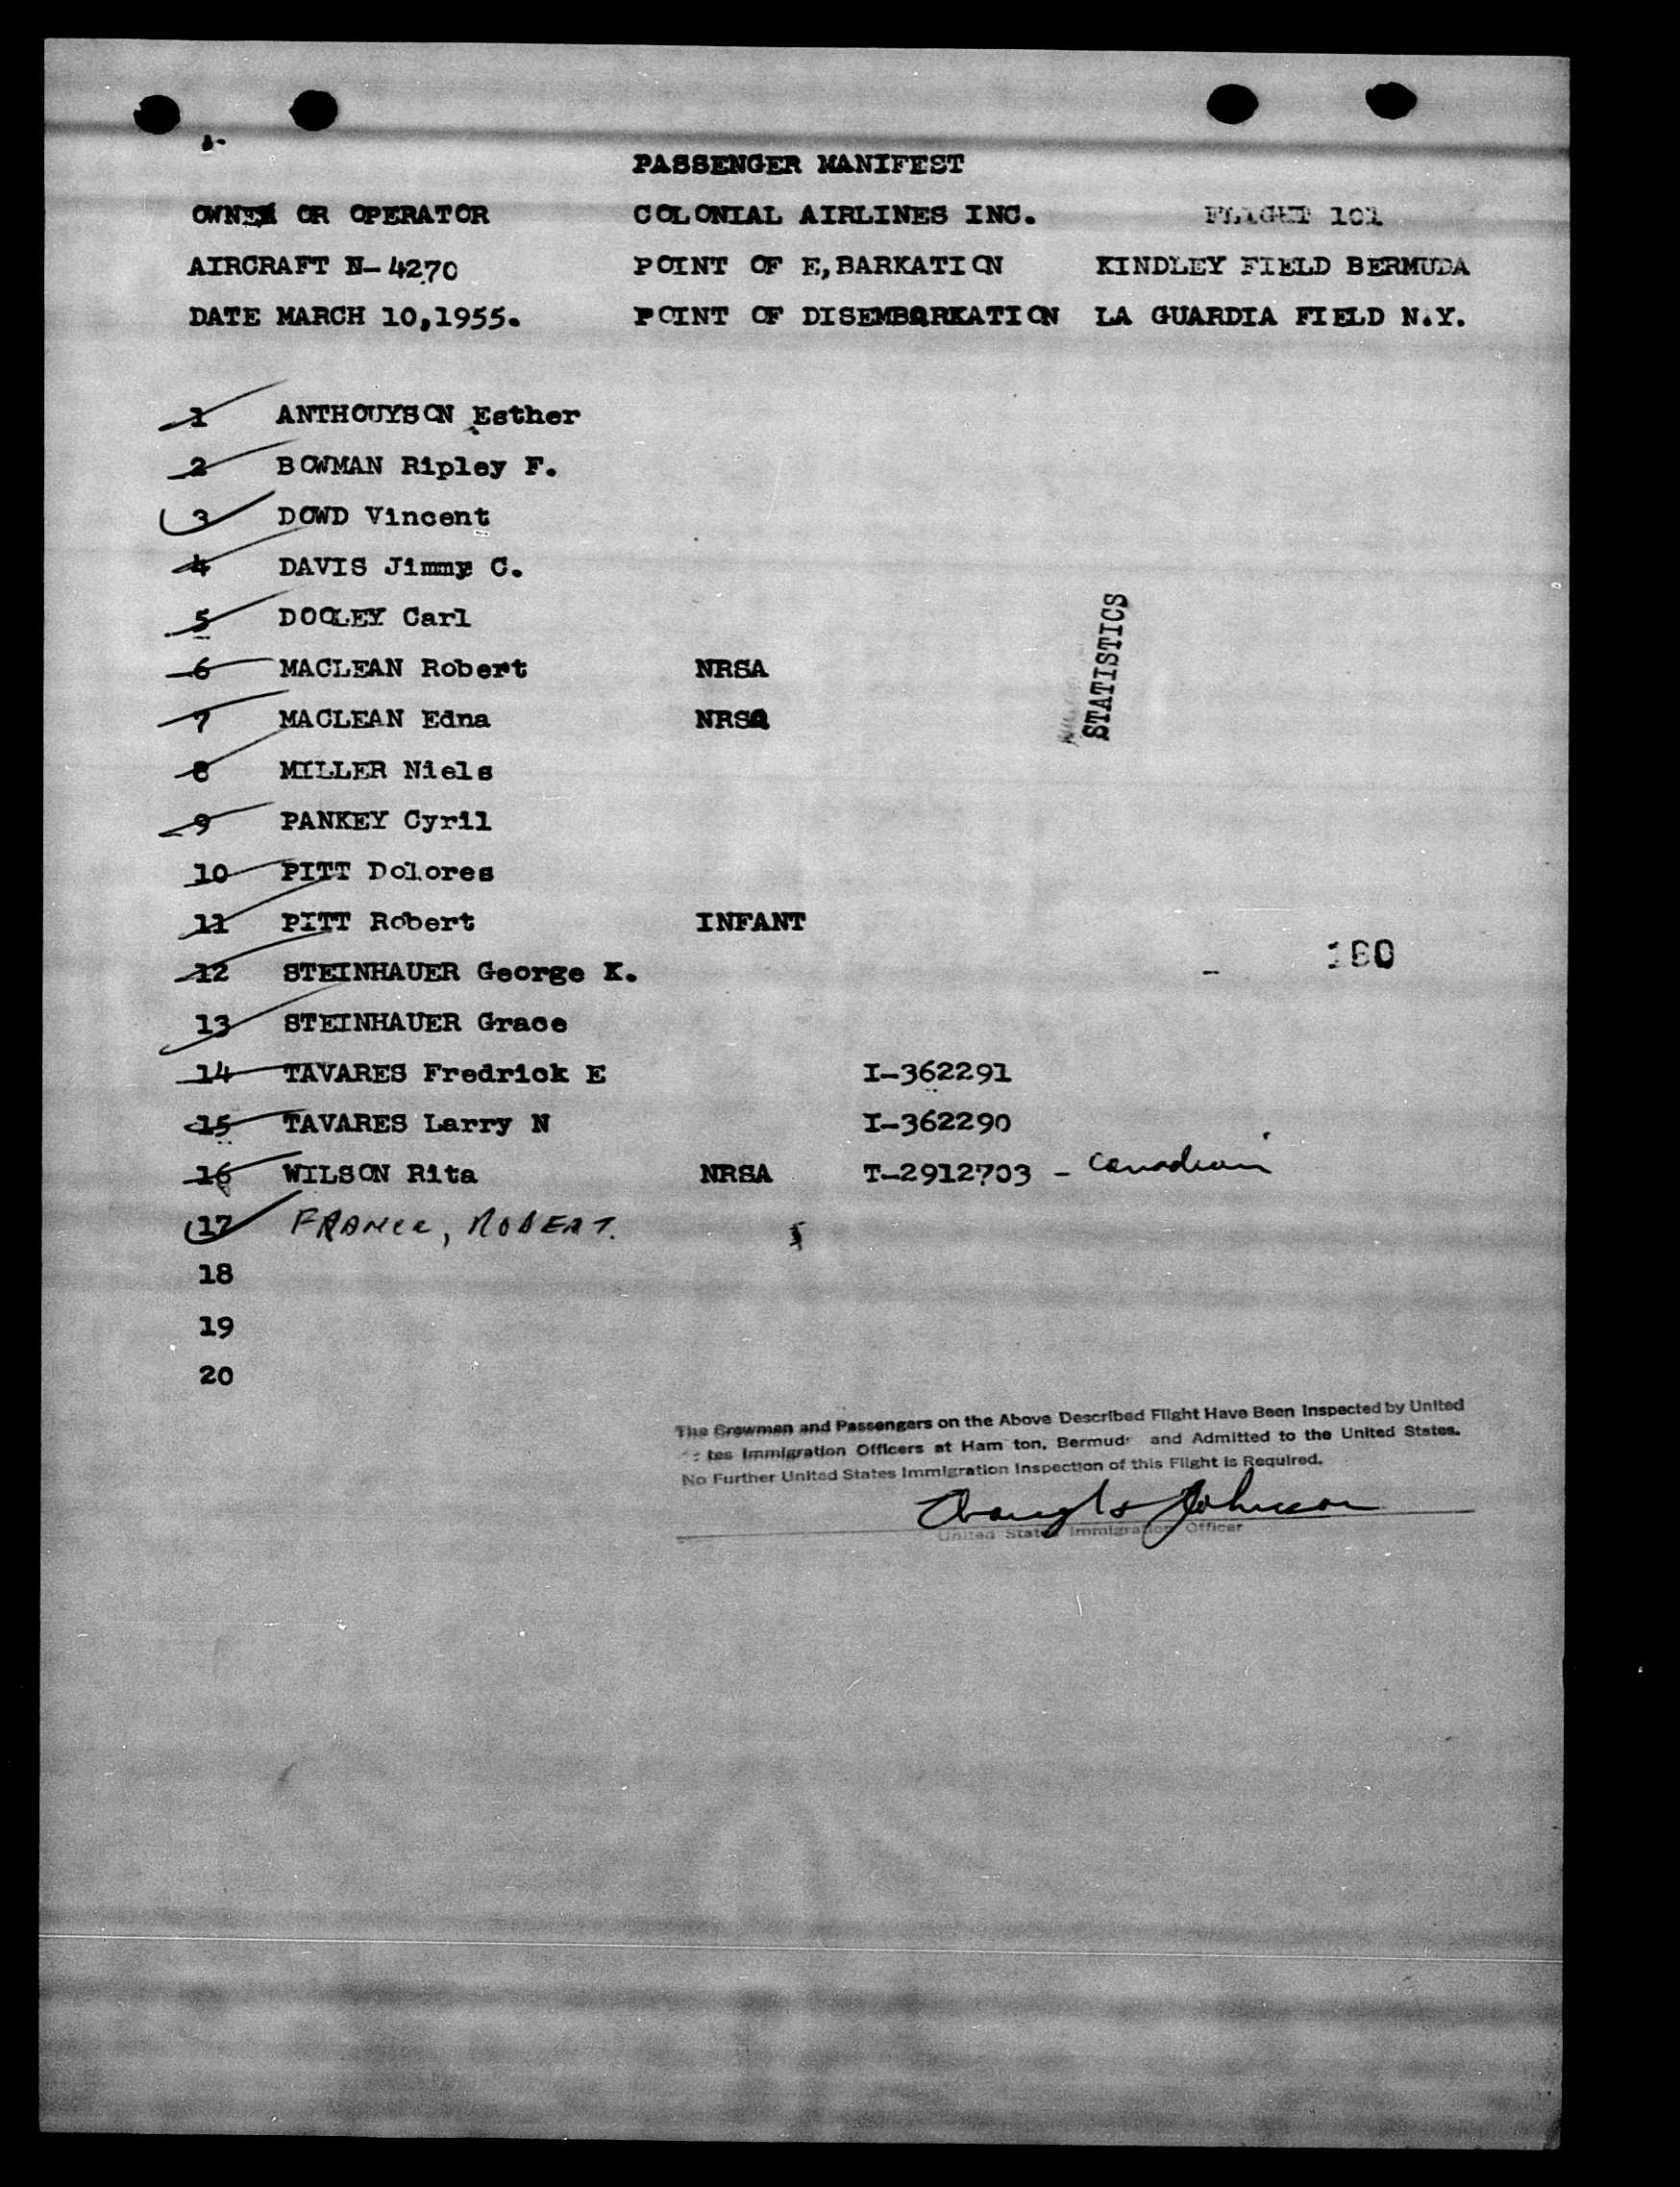 PASSENGER MANIFEST
OWNER OR OPERATOR COLONIAL AIRLINES INC. FLIGHT 101
AIRCRAFT N-4270 POINT OF E,BARKATION KINDLEY FIELD BERMUDA
DATE MARCH 10,1955. POINT OF DISEMBARKATION LA GUARDIA FIELD N.Y.
1 ANTHOUYSON Esther
2 BOWMAN Ripley F.
3 DOWD Vincent
4 DAVIS Jimmy C.
5 DOOLEY Carl
STATISTICS
6 MACLEAN Robert NRSA
7 MACLEAN Edna NRSA
8 MILLER Niels
9 PANKEY Cyril
10 PITT Dolores
11 PITT Robert INFANT
180
12 STEINHAUER George K.
13 STEINHAUER Grace
14 TAVARES Fredrick E I-362291
15 TAVARES Larry N I-362290
16 WILSON Rita NRSA T-2912703 - Canadian
17 ROBERT.
18
19
20
The Crewmen and Passengers on the Above Described Flight Have Been Inspected by United
Immigration Officers at and Admitted to the United States.
No Further United States Immigration Inspection of this Flight is Required.
Johnson
United States Immigration Officer